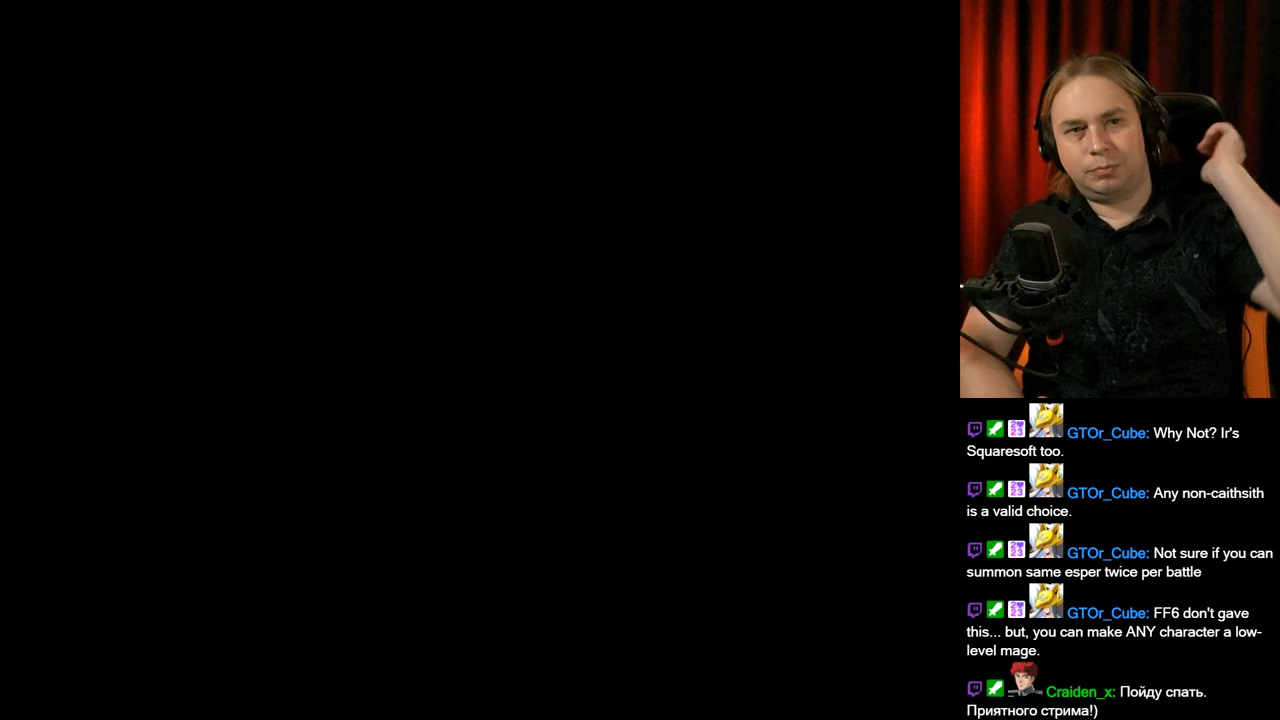 GTOr_Cube: Why Not? Ir's
Squaresoft too.
GTOr_Cube: Any non-caithsith
is a valid choice.
GTOr_Cube: Not sure if you can
summon same esper twice per battle
GTOr_Cube: FF6 don't gave
this... but, you can make ANY character a low-
level mage.
Craiden_x: Пойду спать.
Приятного стрима!)